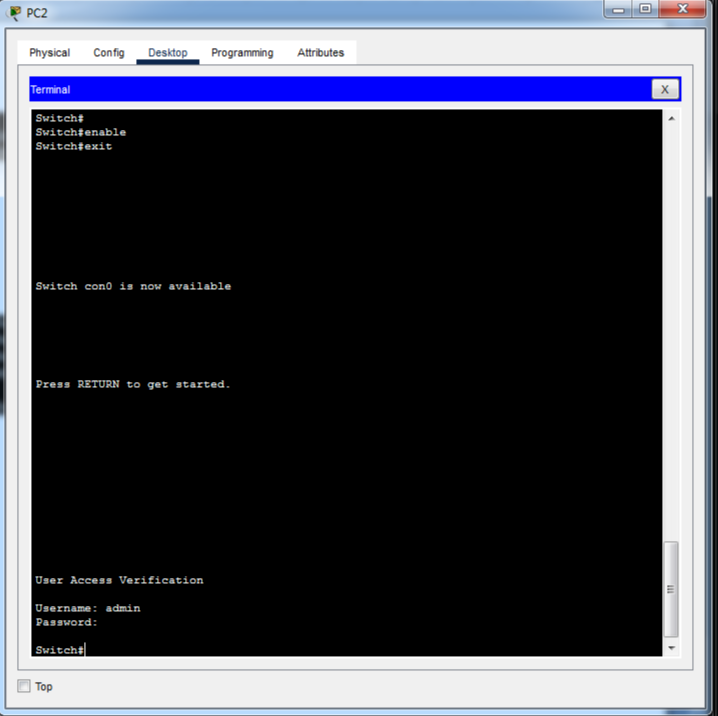 PC2
Physical Config Desktop Programming Attributes
Terminal X
Switch#
Switch#enable
Switch#exit
Switch con0 is now available
Press RETURN to get started.
User Access Verification
Username: admin
Password:
Switch#
Top